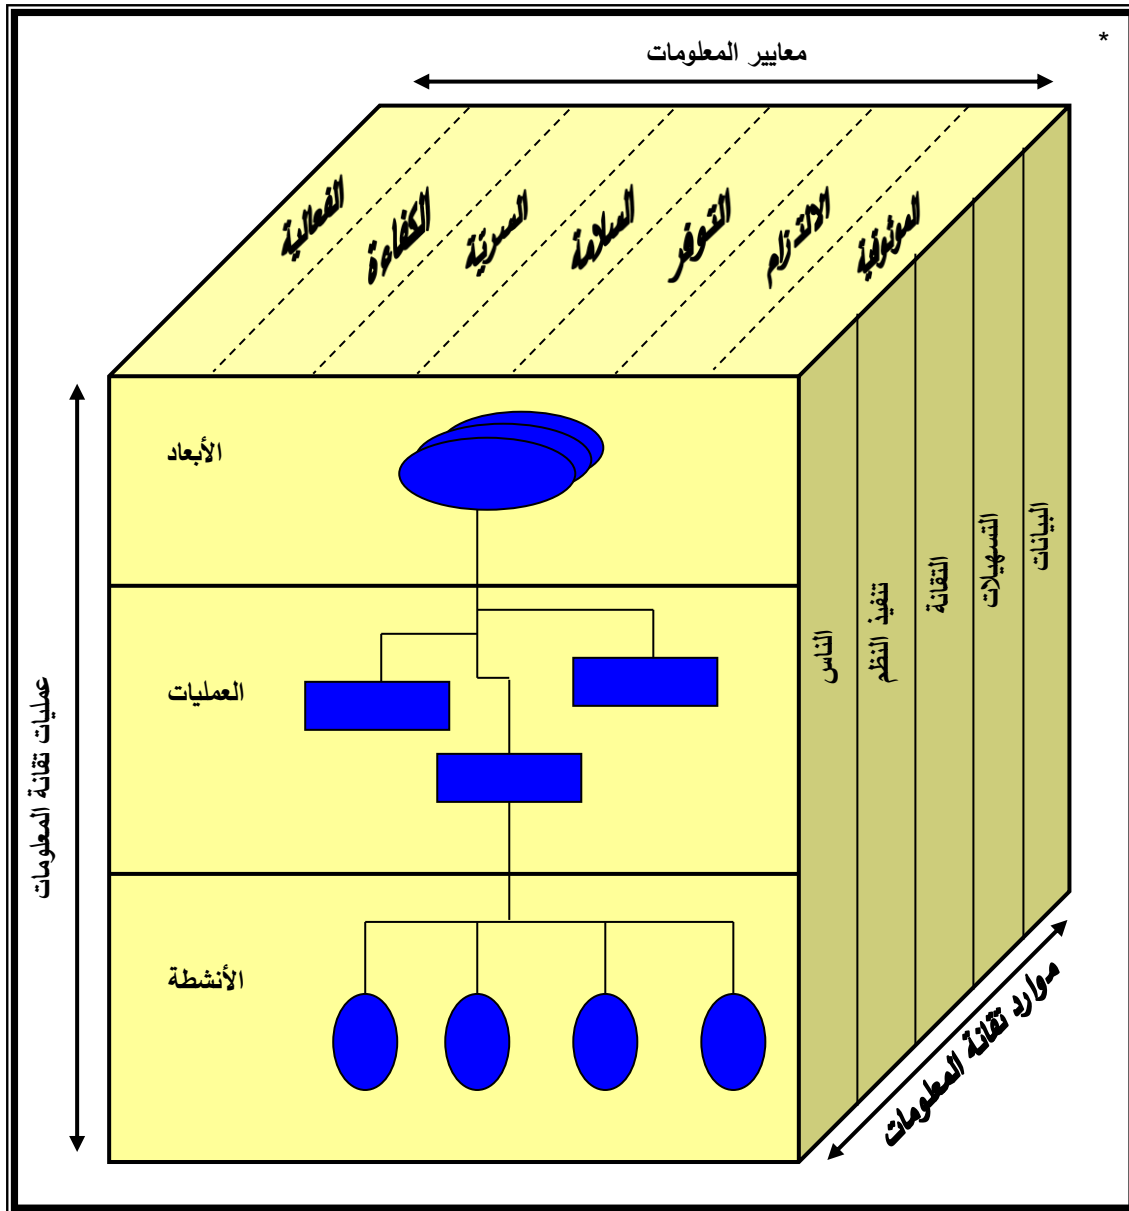 *
معايير المعلومات
الموثوقية
الالتزام
التوفر
السلامة
السريّة
الكفاءة
الفعالية
الأبعاد
العمليات
الأنشطة
عمليات تقانة المعلومات
الناس
تنفيذ النظم
التقانة
التسهيلات
البيانات
موارد تقانة المعلومات